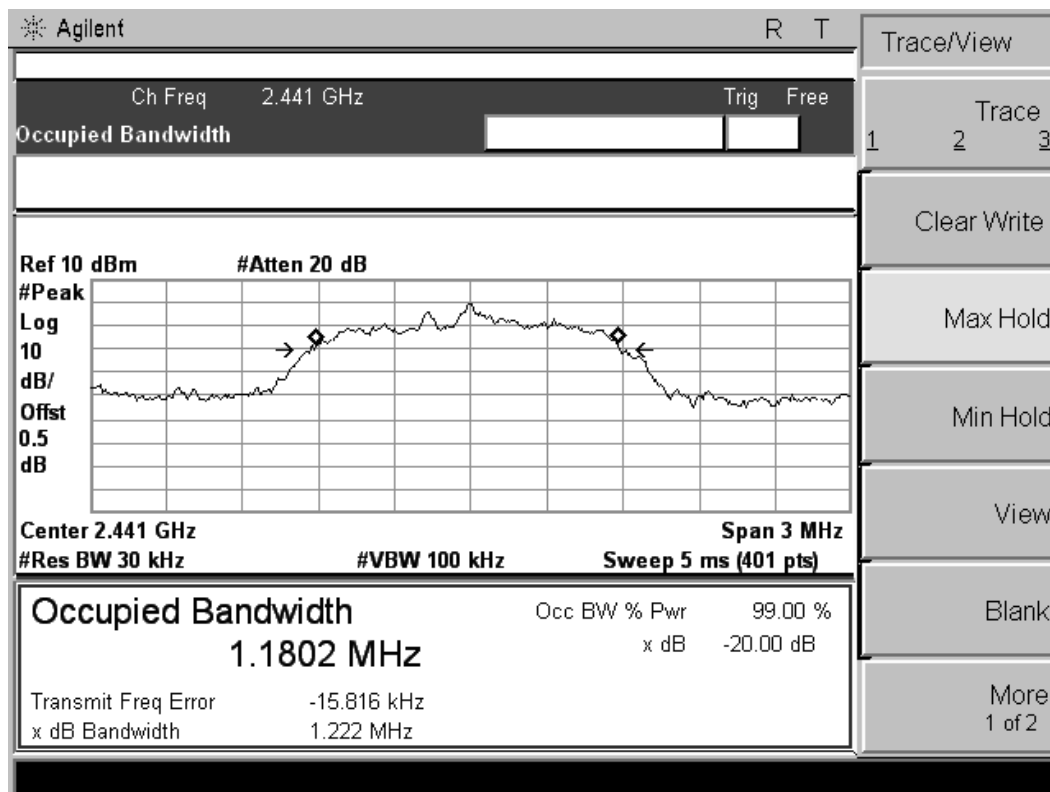 Agilent R T
Trace/View
Ch Freq 2.441 GHz Trig Free
Occupied Bandwidth
Trace
1 2 3
Clear Write
Max Hold
Min Hold
View
Blank
More
1 of 2
Ref 10 dBm #Atten 20 dB
#Peak
Log
10
dB/
Offst
0.5
dB
Center 2.441 GHz Span 3 MHz
#Res BW 30 kHz #VBW 100 kHz Sweep 5 ms (401 pts)
Occupied Bandwidth Occ BW % Pwr 99.00 %
1.1802 MHz x dB -20.00 dB
Transmit Freq Error -15.816 kHz
x dB Bandwidth 1.222 MHz